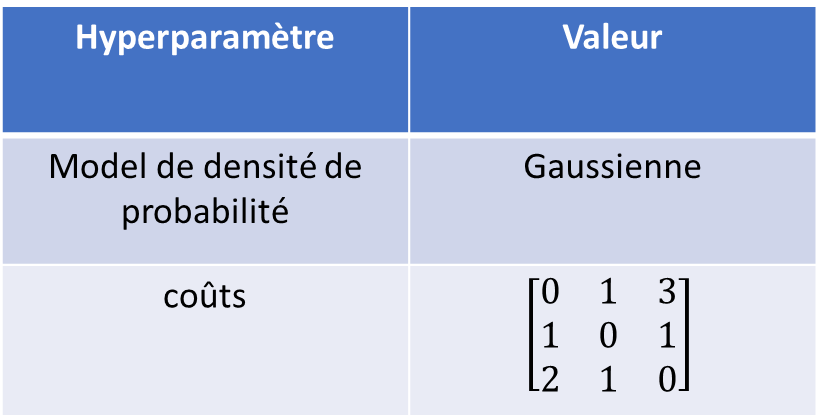 Hyperparamètre Valeur
Model de densité de Gaussienne
probabilité
coûts
0 1 3
1 0 1
2 1 0